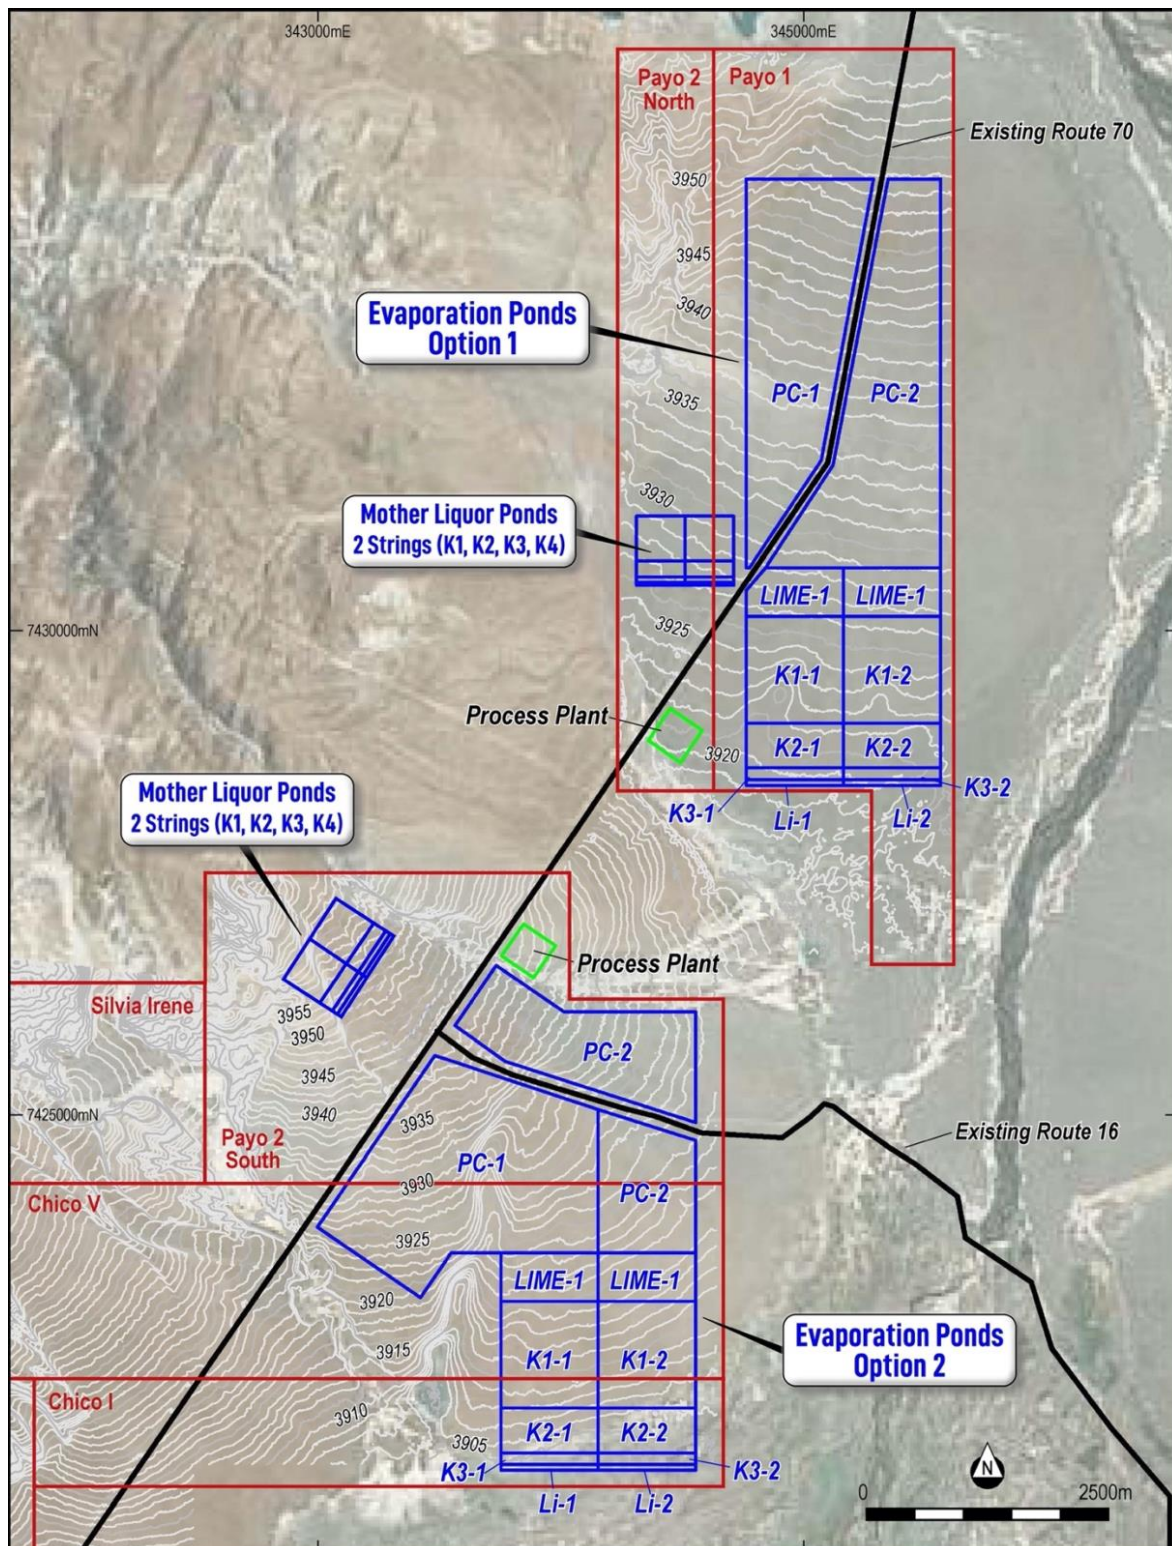 343000mE
345000mE
Payo 2
North
Payo 1
Existing Route 70
3950
3945
3940
Evaporation Ponds
Option 1
3935
PC-1
PC-2
3930
Mother Liquor Ponds
2 Strings (K1, K2, K3, K4)
LIME-1
LIME-1
7430000mN
3925
K1-1
K1-2
Process Plant
3920
K2-1
K2-2
K3-1
Li-1
Li-2
K3-2
Mother Liquor Ponds
2 Strings (K1, K2, K3, K4)
Process Plant
Silvia Irene
3955
3950
3945
3940
PC-2
7425000mN
3935
Payo 2
South
PC-1
Existing Route 16
Chico V
3930
PC-2
3925
LIME-1
LIME-1
3920
3915
K1-1
K1-2
Evaporation Ponds
Option 2
Chico I
3910
3905
K2-1
K2-2
K3-1
K3-2
Li-1
Li-2
N
0
2500m